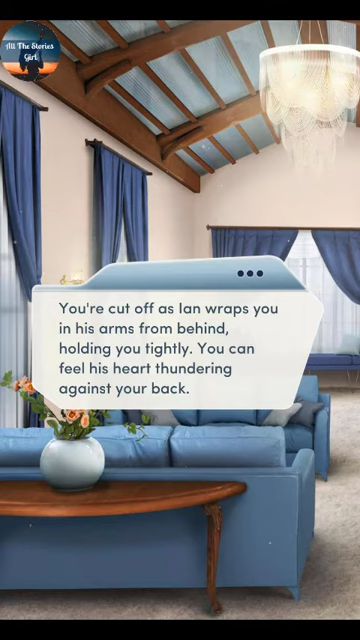 All The Stories
Girl
You're cut off as Ian wraps you
in his arms from behind,
holding you tightly. You can
feel his heart thundering
against your back.